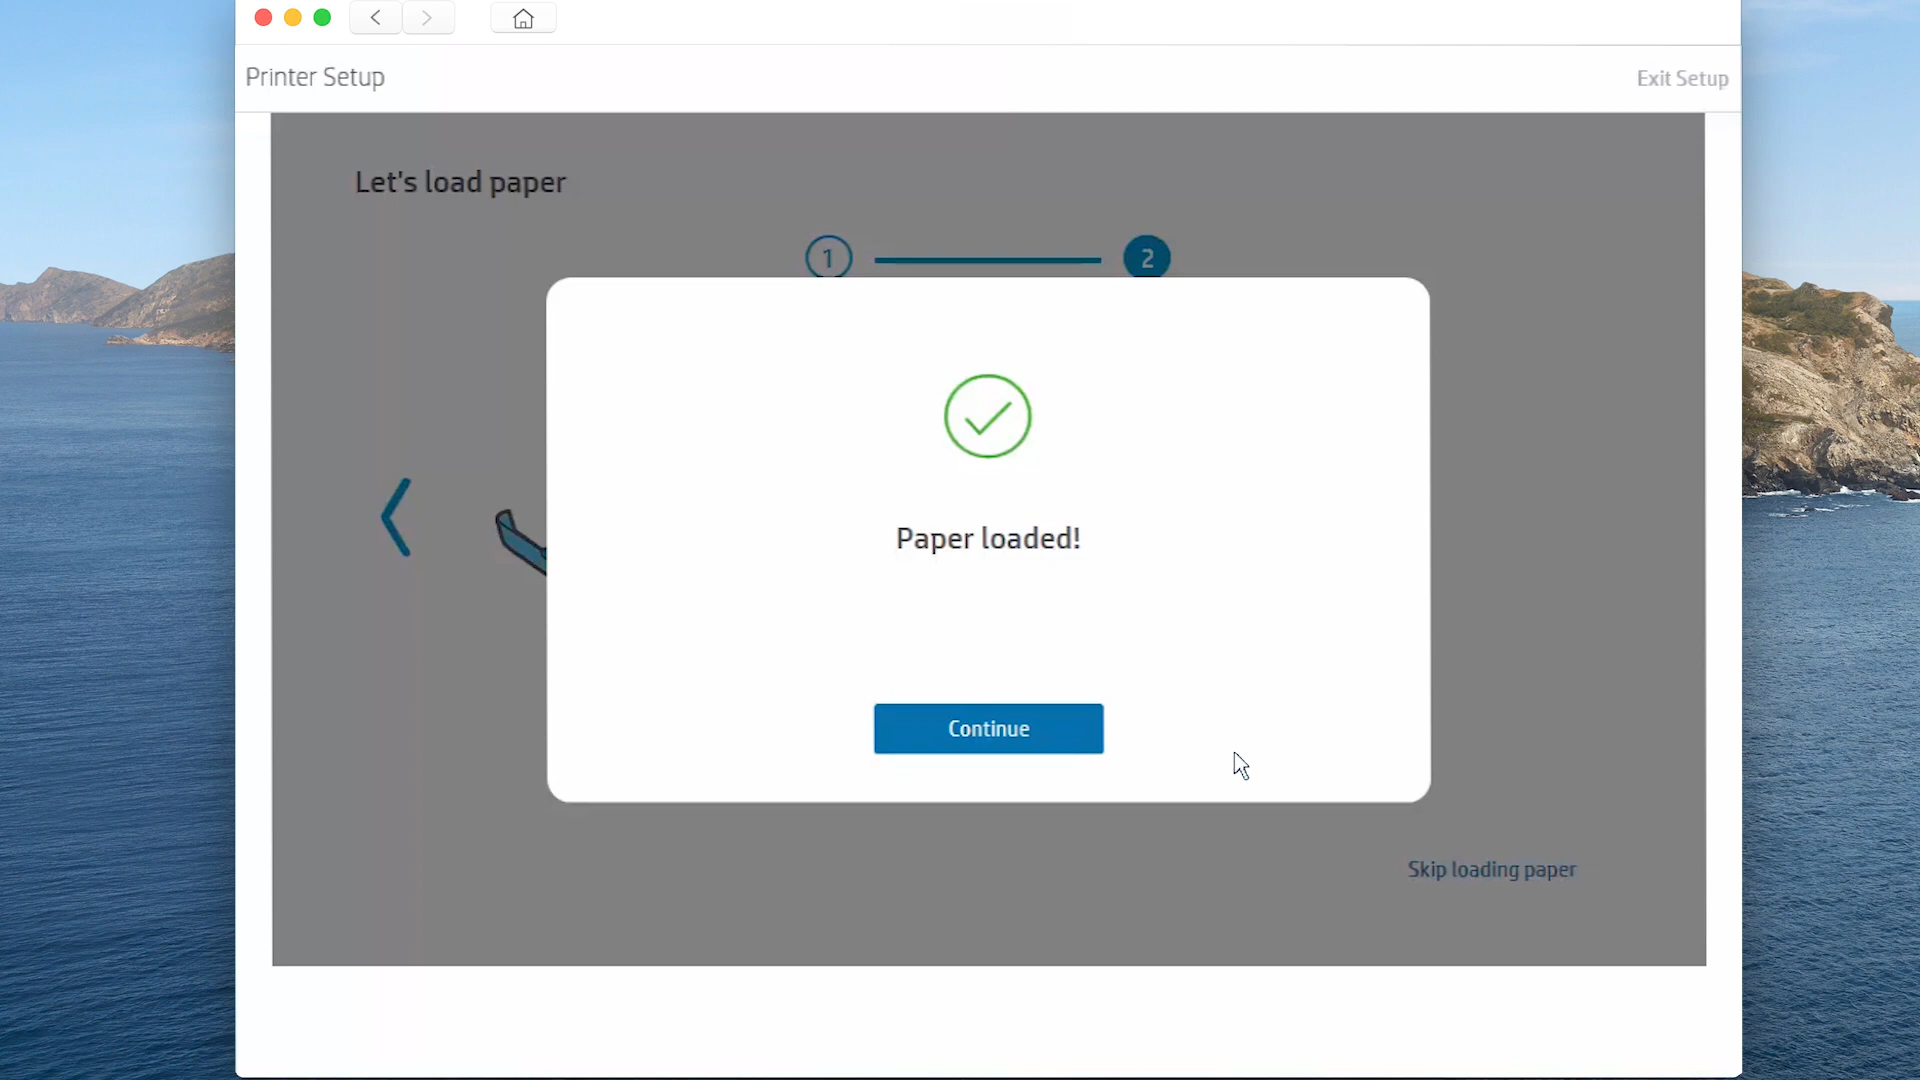 Printer Setup
Exit Setup
Let's load paper
1
2
Paper loaded!
Continue
Skip loading paper